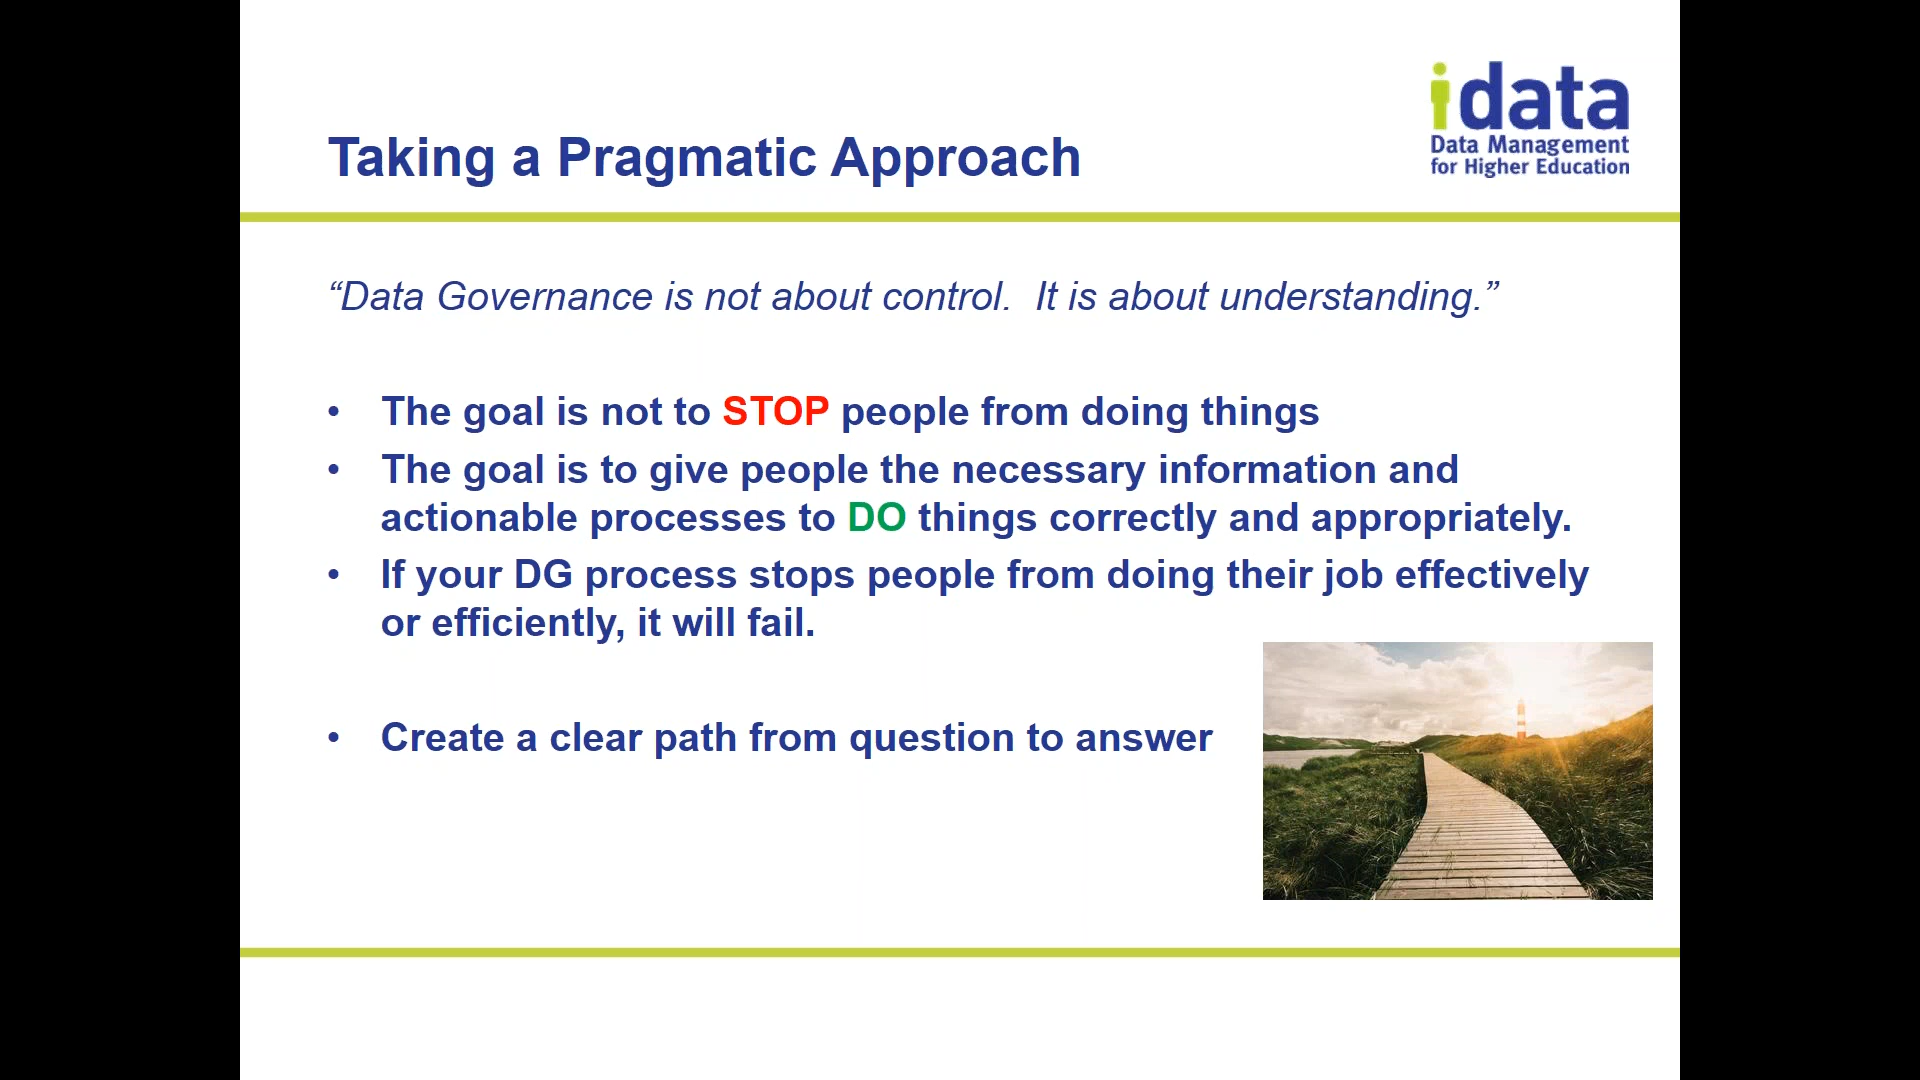 idata
Data Management
for Higher Education
Taking a Pragmatic Approach
“Data Governance is not about control.  It is about understanding.”
• The goal is not to STOP people from doing things
• The goal is to give people the necessary information and
actionable processes to DO things correctly and appropriately.
• If your DG process stops people from doing their job effectively
or efficiently, it will fail.
• Create a clear path from question to answer